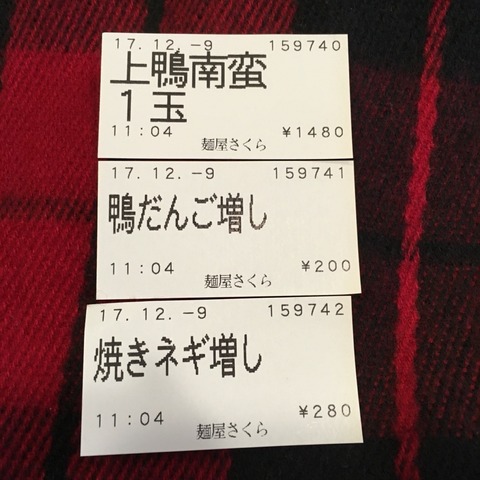 17.12.-9 159740
上鴨南蛮
1玉
11:04 ¥1480
麺屋さくら
17.12.-9 159741
鴨だんご増し
11:04 ¥200
麺屋さくら
17.12.-9 159742
焼きネギ増し
11:04 ¥280
麺屋さくら